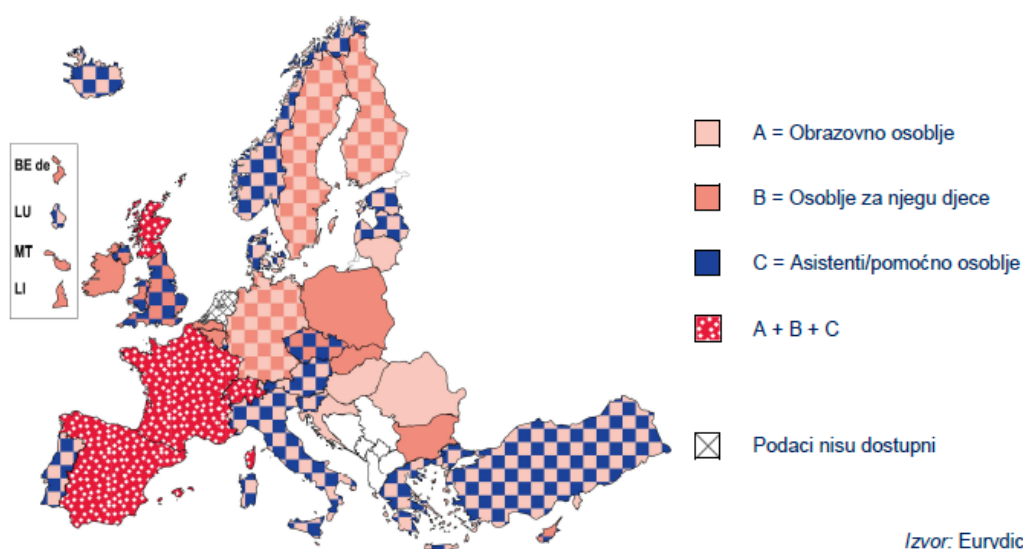 BE de
LU
MT
LI
A = Obrazovno osoblje
B = Osoblje za njegu djece
C = Asistenti/pomoćno osoblje
A + B + C
Podaci nisu dostupni
Izvor: Eurydic